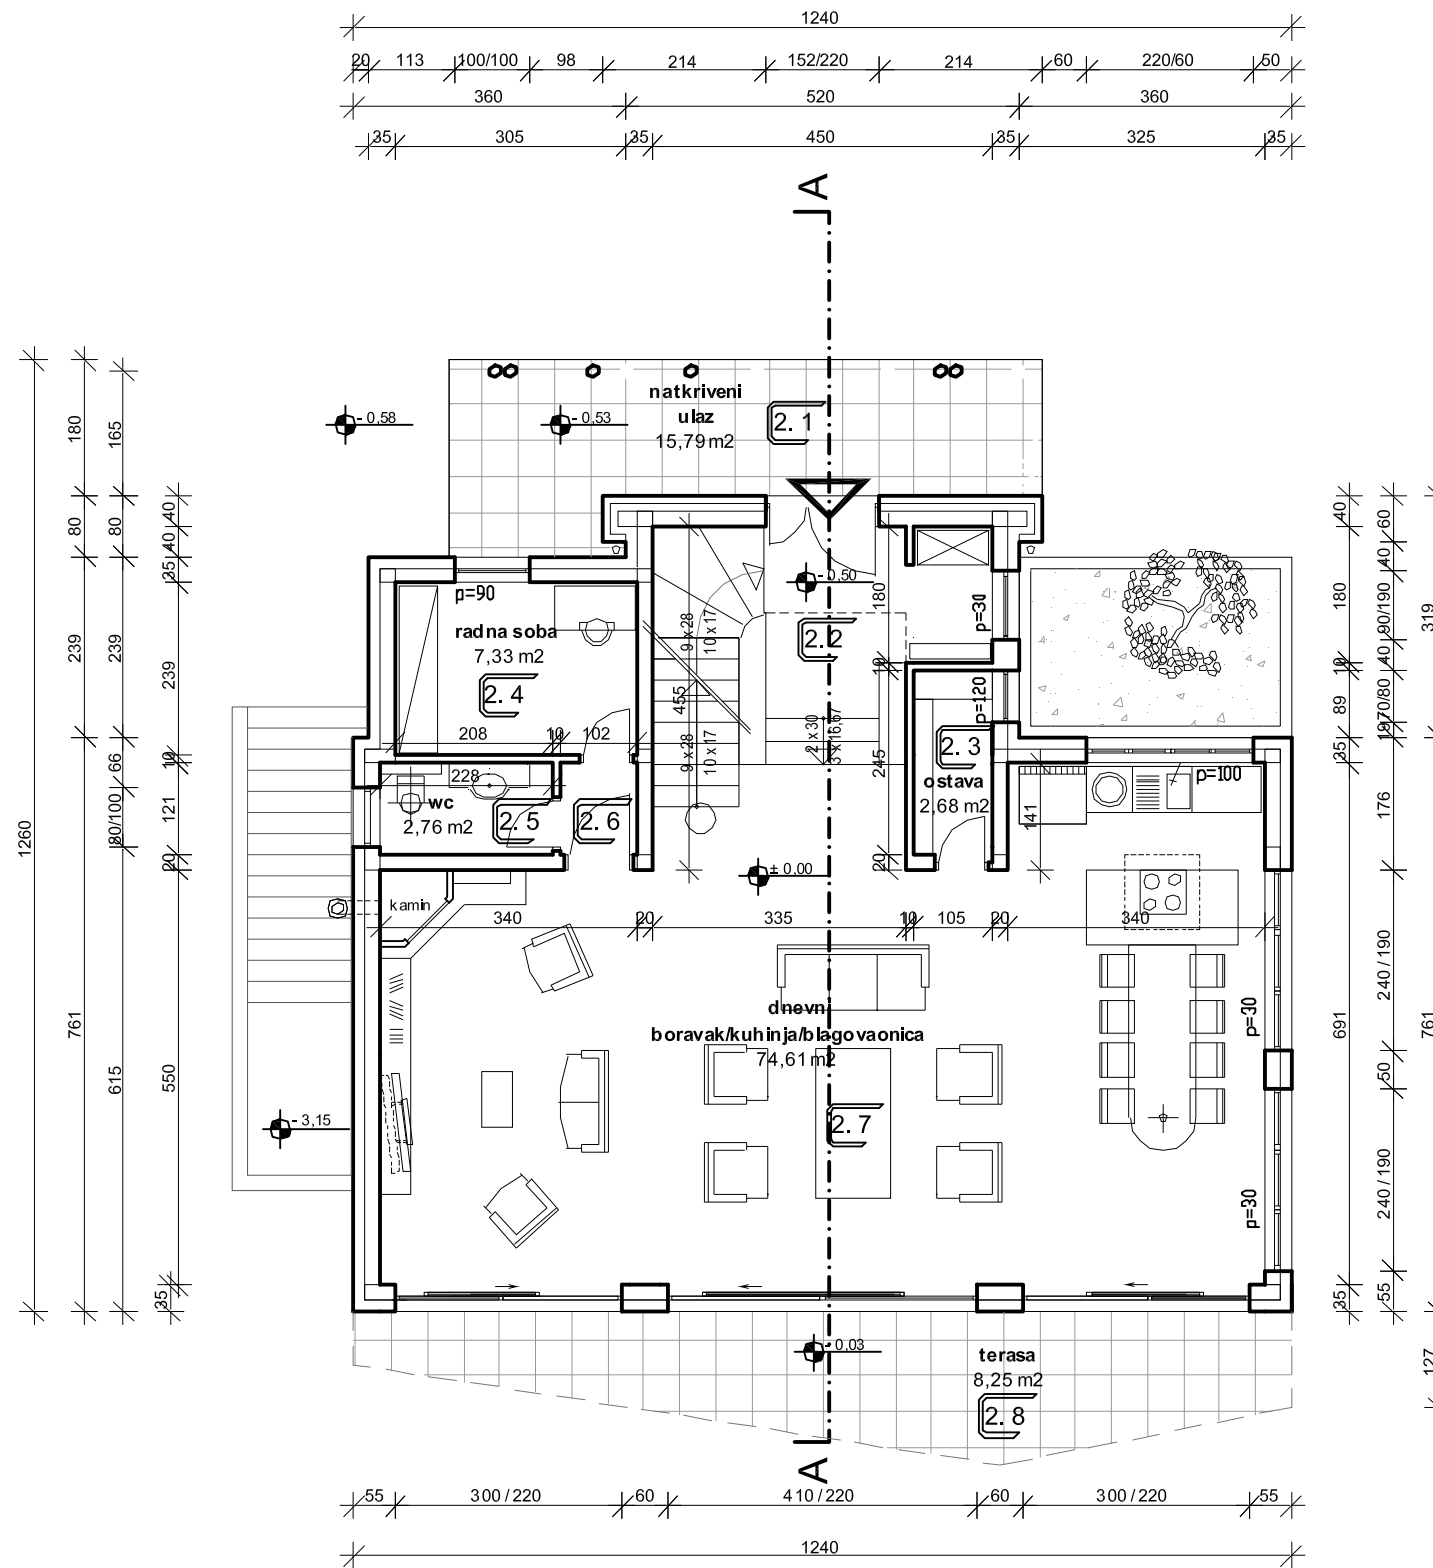 1240
20 113 100/100 98 214 152/220 214 60 220/60 50
360 520 360
35 305 35 450 35 325 35
A
natkriveni
ulaz
15,79 m2
2. 1
- 0,58
- 0,53
- 0,50
180
2. 2
p=90
radna soba
7,33 m2
2. 4
9 x 28
10 x 17
455
9 x 28
10 x 17
2 x 30
3 x 16,67
245
10
20
p=30
p=120
2. 3
ostava
2,68 m2
208 10 102
228
wc
2,76 m2
2. 5
2. 6
p=100
141
± 0,00
kamin
340 20 335 10 105 20 340
dnevni
boravak/kuhinja/blagovaonica
74,61 m2
2. 7
p=30
p=30
- 3,15
- 0,03
terasa
8,25 m2
2. 8
A
55 300 / 220 60 410 / 220 60 300 / 220 55
1240
1260
180 80 239 761
165 80 239 66 80/100 615
40 40 35 239 10 121 20 550 35
40 180 10 89 35 176 691 35
60 40 90/190 40 170/80 19 240 / 190 50 240 / 190 55
319 761 127